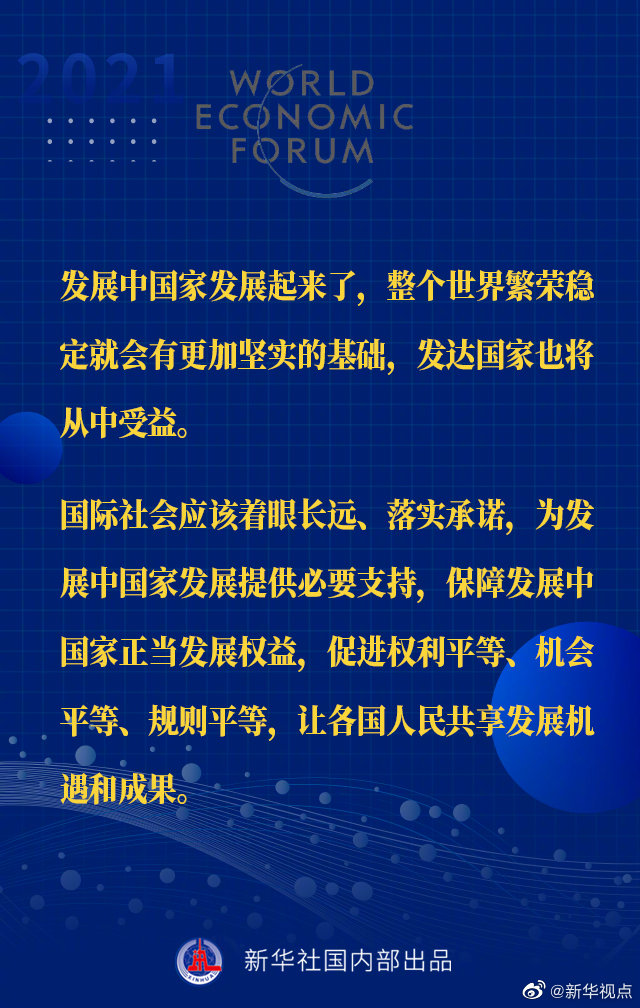 2021
WORLD
ECONOMIC
FORUM
发展中国家发展起来了，整个世界繁荣稳
定就会有更加坚实的基础，发达国家也将
从中受益。
国际社会应该着眼长远、落实承诺，为发
展中国家发展提供必要支持，保障发展中
国家正当发展权益，促进权利平等、机会
平等、规则平等，让各国人民共享发展机
遇和成果。
XINHUA
新华社国内部出品
@新华视点